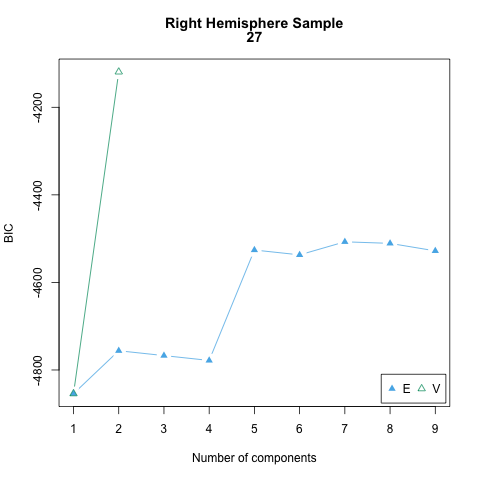 Right Hemisphere Sample
27
BIC
-4200
-4400
-4600
-4800
E V
1 2 3 4 5 6 7 8 9
Number of components